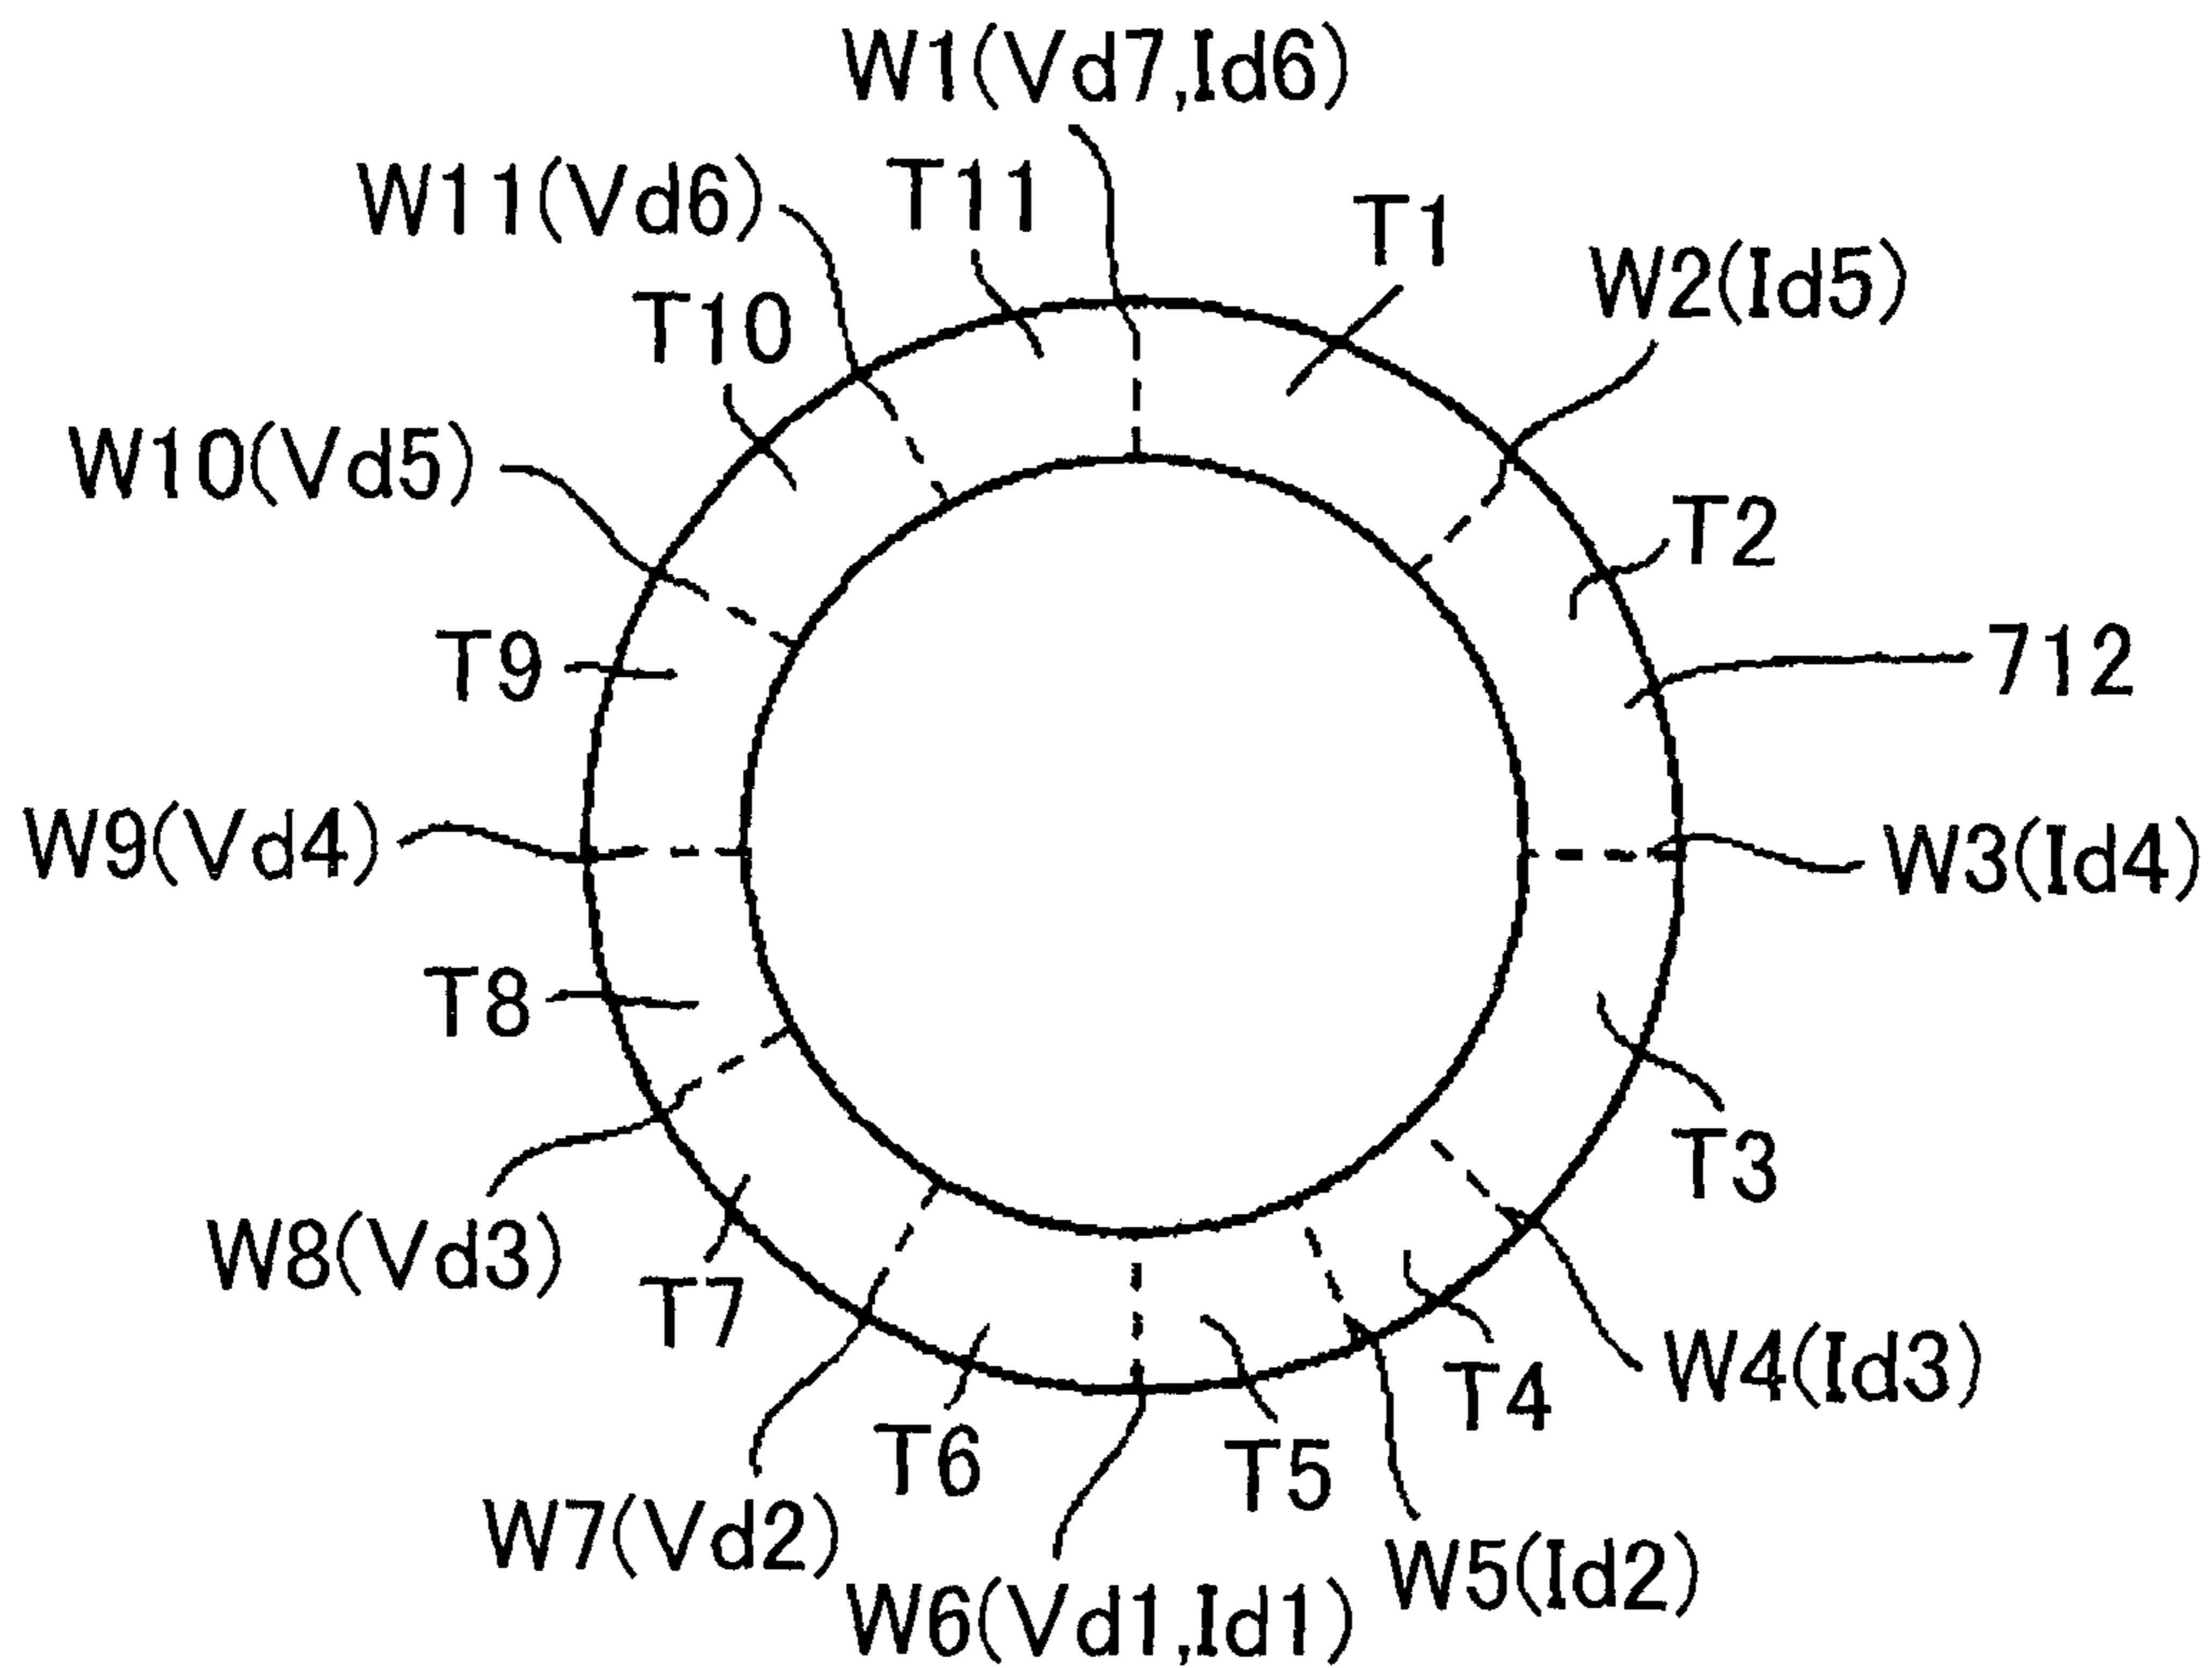 W1(Vd7,Id6)
W11(Vd6)
T11
T1
W2(Id5)
T10
W10(Vd5)
T2
T9
712
W9(Vd4)
W3(Id4)
T8
T3
W8(Vd3)
T7
W4(Id3)
T4
T6
T5
W7(Vd2)
W5(Id2)
W6(Vd1,Id1)